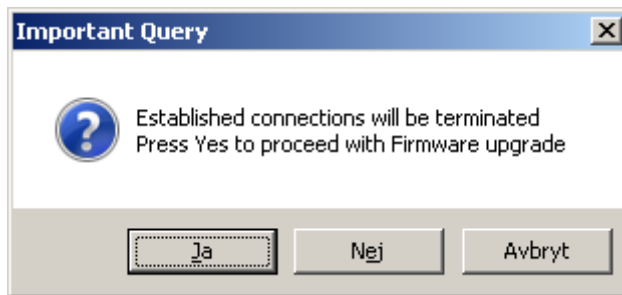 Important Query
Established connections will be terminated
Press Yes to proceed with Firmware upgrade
Ja
Nej
Avbryt